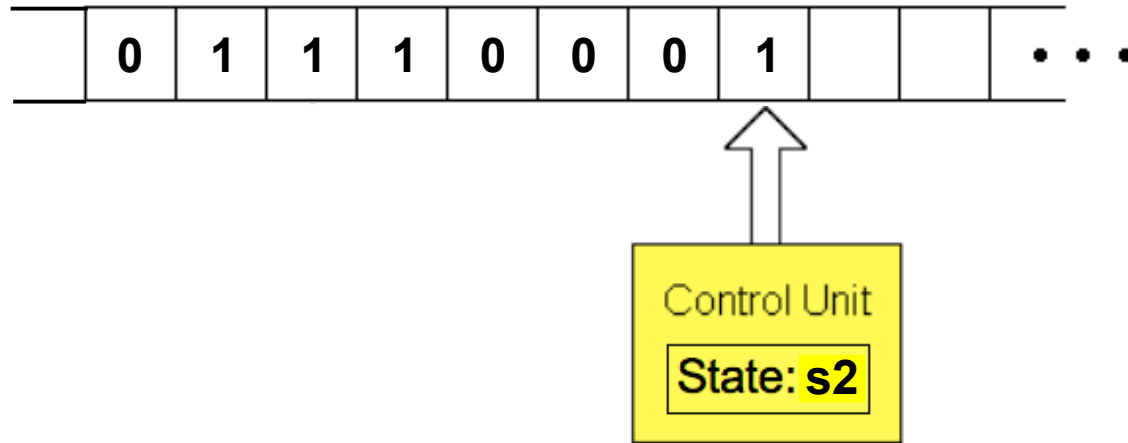 0 1 1 1 0 0 0 1 • • •
Control Unit
State: s2